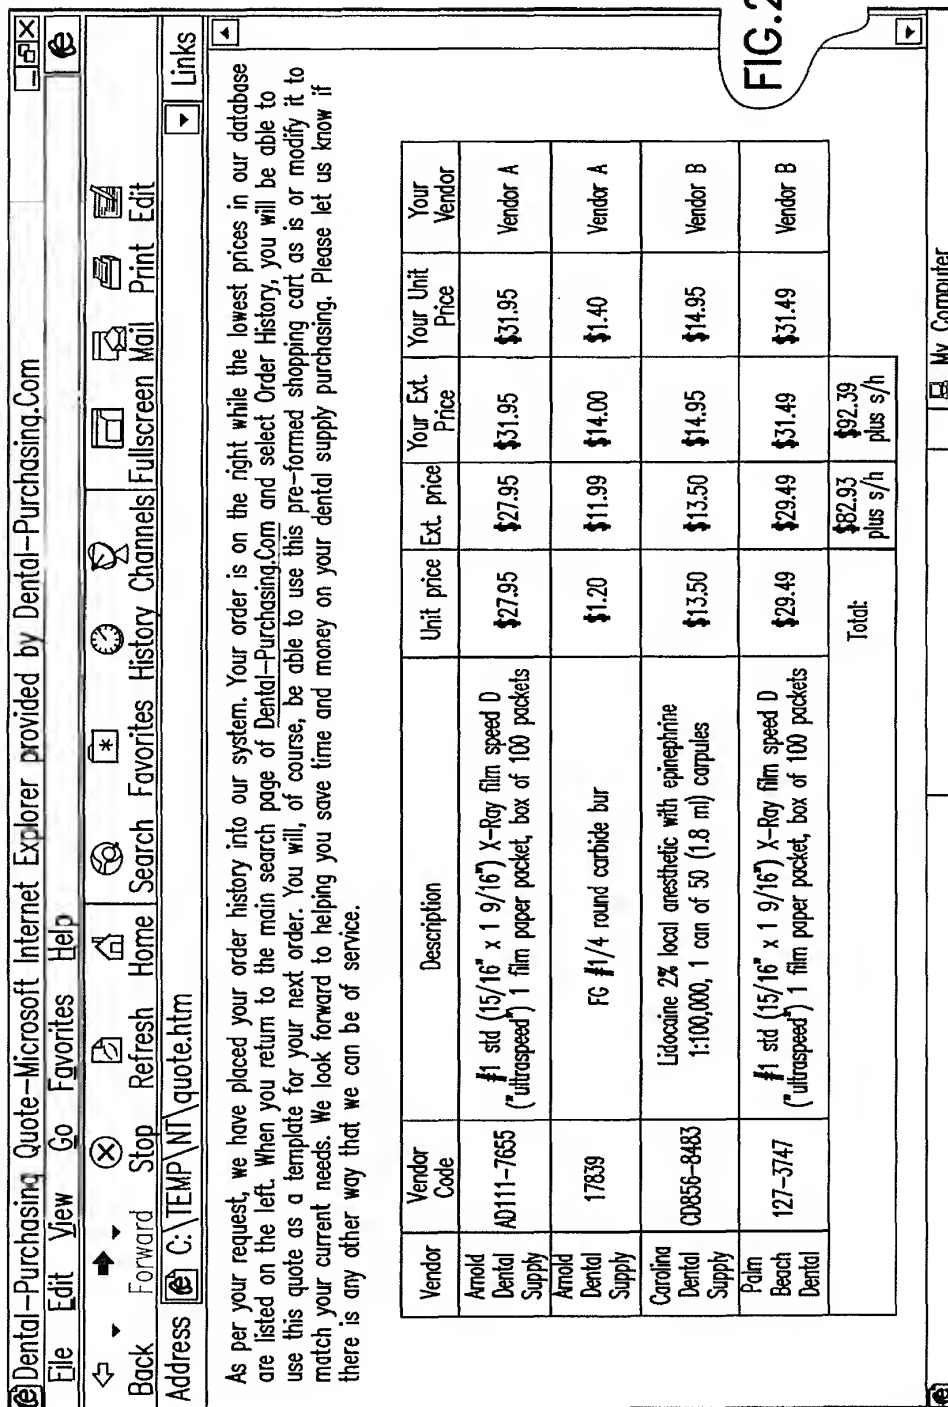 Dental-Purchasing Quote-Microsoft Internet Explorer provided by Dental-Purchasing.Com
File Edit View Go Favorites Help
Back Forward Stop Refresh Home Search Favorites History Channels Fullscreen Mail Print Edit
Address C:\TEMP\NT\quote.htm Links
As per your request, we have placed your order history into our system. Your order is on the right while the lowest prices in our database
are listed on the left. When you return to the main search page of Dental-Purchasing.Com and select Order History, you will be able to
use this quote as a template for your next order. You will, of course, be able to use this pre-formed shopping cart as is or modify it to
match your current needs. We look forward to helping you save time and money on your dental supply purchasing. Please let us know if
there is any other way that we can be of service.
Vendor Vendor Code Description Unit price Ext. price Your Ext. Price Your Unit Price Your Vendor
Arnold Dental Supply AD111-7655 #1 std (15/16" x 1 9/16") X-Ray film speed D ("ultraspeed") 1 film paper packet, box of 100 packets $27.95 $27.95 $31.95 $31.95 Vendor A
Arnold Dental Supply 17839 FG #1/4 round carbide bur $1.20 $11.99 $14.00 $1.40 Vendor A
Carolina Dental Supply CD856-8483 Lidocaine 2% local anesthetic with epinephrine 1:100,000, 1 can of 50 (1.8 ml) carpules $13.50 $13.50 $14.95 $14.95 Vendor B
Palm Beach Dental 127-3747 #1 std (15/16" x 1 9/16") X-Ray film speed D ("ultraspeed") 1 film paper packet, box of 100 packets $29.49 $29.49 $31.49 $31.49 Vendor B
Total: $82.93 plus s/h $92.39 plus s/h
FIG.2
My Computer